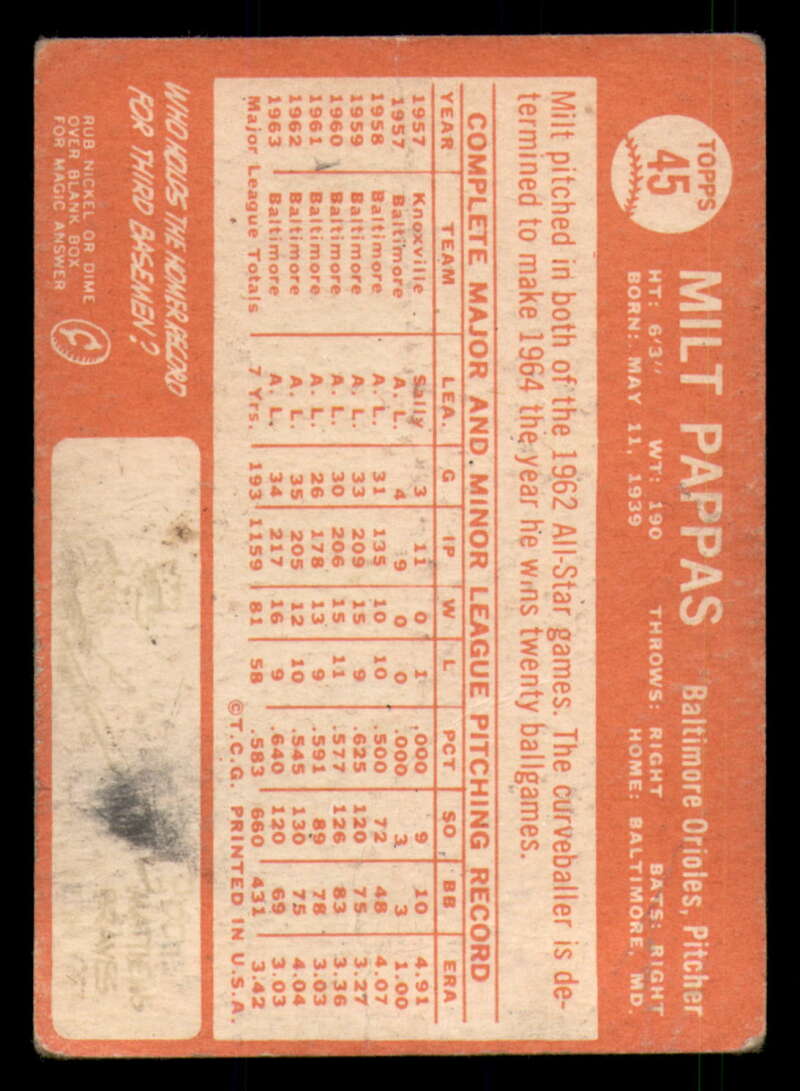 TOPPS
45
MILT PAPPAS Baltimore Orioles, Pitcher
HT: 6'3" WT: 190 THROWS: RIGHT BATS: RIGHT
BORN: MAY 11, 1939 HOME: BALTIMORE, MD.
Milt pitched in both of the 1962 All-Star games. The curveballer is de-
termined to make 1964 the year he wins twenty ballgames.
COMPLETE MAJOR AND MINOR LEAGUE PITCHING RECORD
YEAR TEAM LEA. G IP W L PCT SO BB ERA
1957 Knoxville Sally 3 11 0 1 .000 9 10 4.91
1957 Baltimore A. L. 4 9 0 0 .000 3 3 1.00
1958 Baltimore A. L. 31 135 10 10 .500 72 48 4.07
1959 Baltimore A. L. 33 209 15 9 .625 120 75 3.27
1960 Baltimore A. L. 30 206 15 11 .577 126 83 3.36
1961 Baltimore A. L. 26 178 13 9 .591 89 78 3.03
1962 Baltimore A. L. 35 205 12 10 .545 130 75 4.04
1963 Baltimore A. L. 34 217 16 9 .640 120 69 3.03
Major League Totals 7 Yrs. 193 1159 81 58 .583 660 431 3.42
©T.C.G. PRINTED IN U.S.A.
WHO HOLDS THE HOMER RECORD
FOR THIRD BASEMEN?
RUB NICKEL OR DIME
OVER BLANK BOX
FOR MAGIC ANSWER
MATHEWS
BRAVES